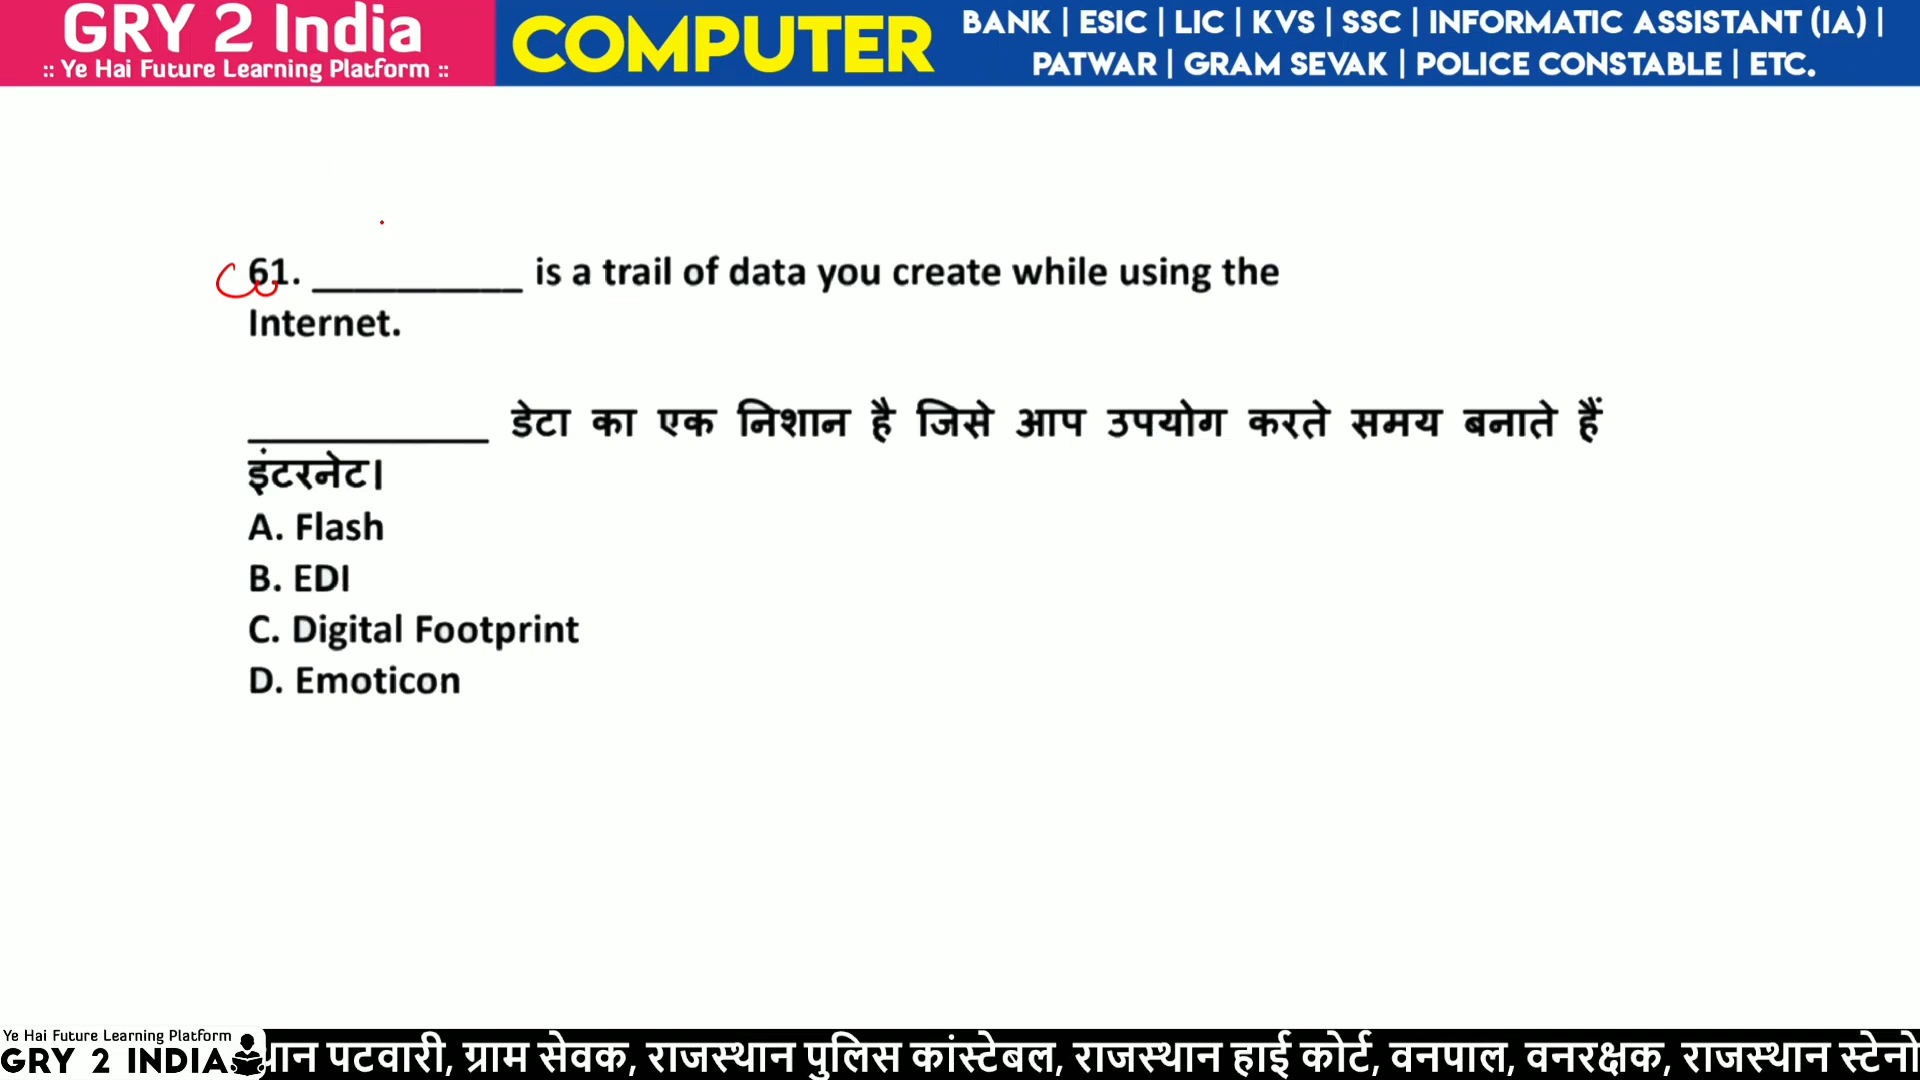 GRY 2 India
:: Ye Hai Future Learning Platform ::
COMPUTER
BANK | ESIC | LIC | KVS | SSC | INFORMATIC ASSISTANT (IA) |
PATWAR | GRAM SEVAK | POLICE CONSTABLE | ETC.
61. __________ is a trail of data you create while using the
Internet.
____________ डेटा का एक निशान है जिसे आप उपयोग करते समय बनाते हैं
इंटरनेट।
A. Flash
B. EDI
C. Digital Footprint
D. Emoticon
Ye Hai Future Learning Platform
GRY 2 INDIA
पटवारी, ग्राम सेवक, राजस्थान पुलिस कांस्टेबल, राजस्थान हाई कोर्ट, वनपाल, वनरक्षक, राजस्थान स्टेनो